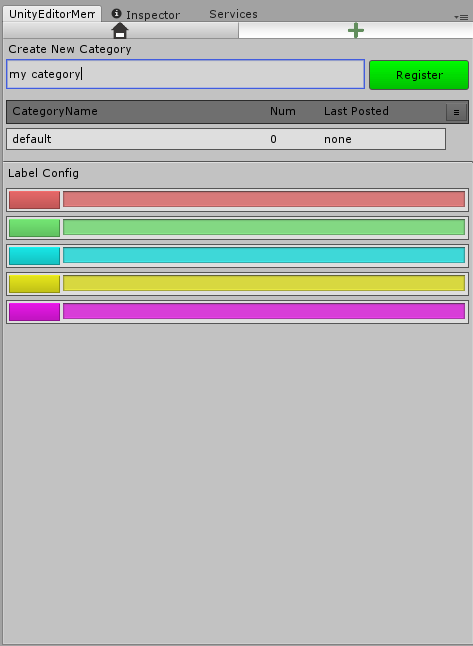 UnityEditorMem
Inspector
Services
Create New Category
my category
Register
CategoryName Num Last Posted
default 0 none
Label Config